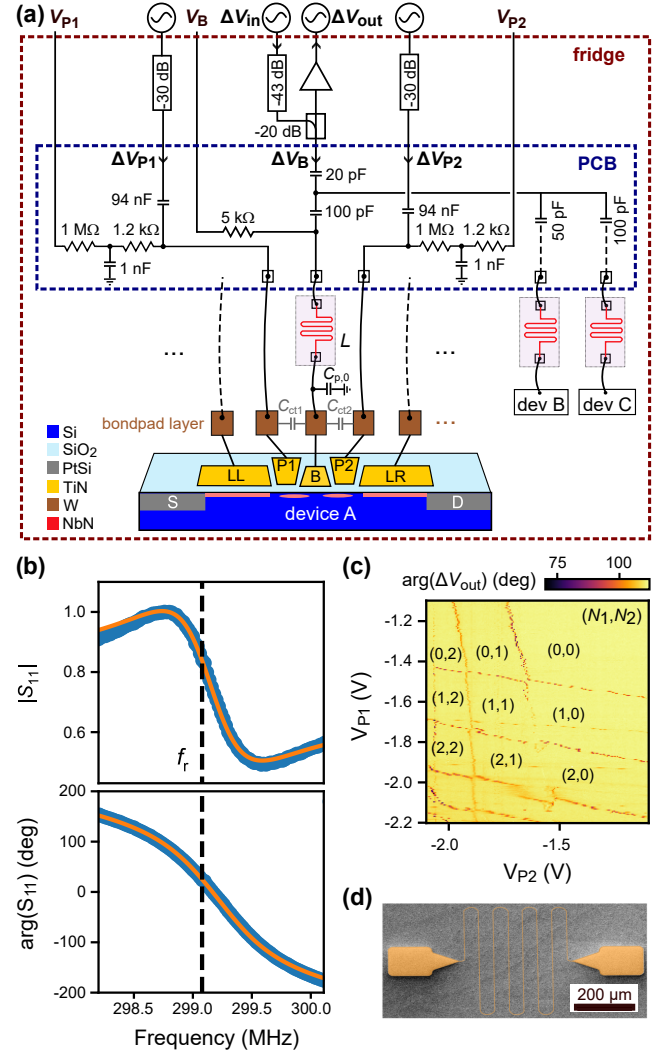 (a)
V_P1
V_B
ΔV_in
ΔV_out
V_P2
fridge
-30 dB
-43 dB
-30 dB
-20 dB
PCB
ΔV_P1
ΔV_B
ΔV_P2
20 pF
94 nF
100 pF
94 nF
50 pF
100 pF
5 kΩ
1 MΩ
1.2 kΩ
1 MΩ
1.2 kΩ
1 nF
1 nF
L
...
...
C_p,0
C_ct1
C_ct2
dev B
dev C
bondpad layer
...
Si
SiO₂
PtSi
TiN
W
NbN
LL
P1
B
P2
LR
S
device A
D
(b)
|S₁₁|
1.0
0.8
0.6
f_r
arg(S₁₁) (deg)
200
100
0
-100
-200
298.5
299.0
299.5
300.0
Frequency (MHz)
(c)
arg(ΔV_out) (deg)
75
100
(N₁,N₂)
V_P1 (V)
-1.2
-1.4
-1.6
-1.8
-2.0
-2.2
(0,2)
(0,1)
(0,0)
(1,2)
(1,1)
(1,0)
(2,2)
(2,1)
(2,0)
-2.0
-1.5
V_P2 (V)
(d)
200 μm